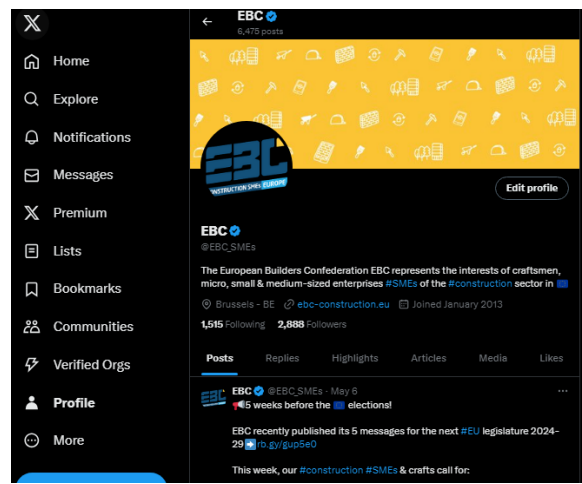 X
Home
Explore
Notifications
Messages
Premium
Lists
Bookmarks
Communities
Verified Orgs
Profile
More
EBC
6,475 posts
EBC
CONSTRUCTION SMEs EUROPE
Edit profile
EBC
@EBC_SMEs
The European Builders Confederation EBC represents the interests of craftsmen,
micro, small & medium-sized enterprises #SMEs of the #construction sector in 🇪🇺
Brussels - BE ebc-construction.eu Joined January 2013
1,515 Following 2,888 Followers
Posts Replies Highlights Articles Media Likes
EBC @EBC_SMEs · May 6
📢5 weeks before the 🇪🇺 elections!
EBC recently published its 5 messages for the next #EU legislature 2024-
29➡️rb.gy/gup5e0
This week, our #construction #SMEs & crafts call for: